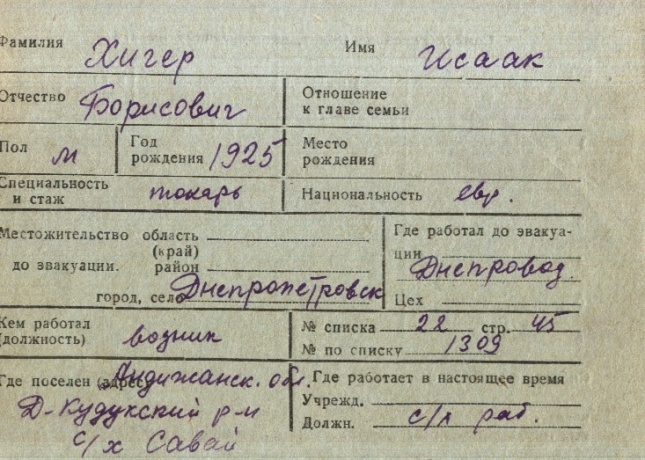 Фамилия Хигер Имя Исаак
Отчество Борисович Отношение к главе семьи
Пол м Год рождения 1925 Место рождения
Специальность и стаж токарь Национальность евр.
Местожительство до эвакуации. область (край) район город, село Днепропетровск
Где работал до эвакуации Днепровод. Цех
Кем работал (должность) возник № списка 22 стр. 45
№ по списку 1309
Где поселен (адрес) Андижанск. обл. Где работает в настоящее время
Д-Кудукский р-н Учрежд.
с/х Савай Должн. с/х раб.